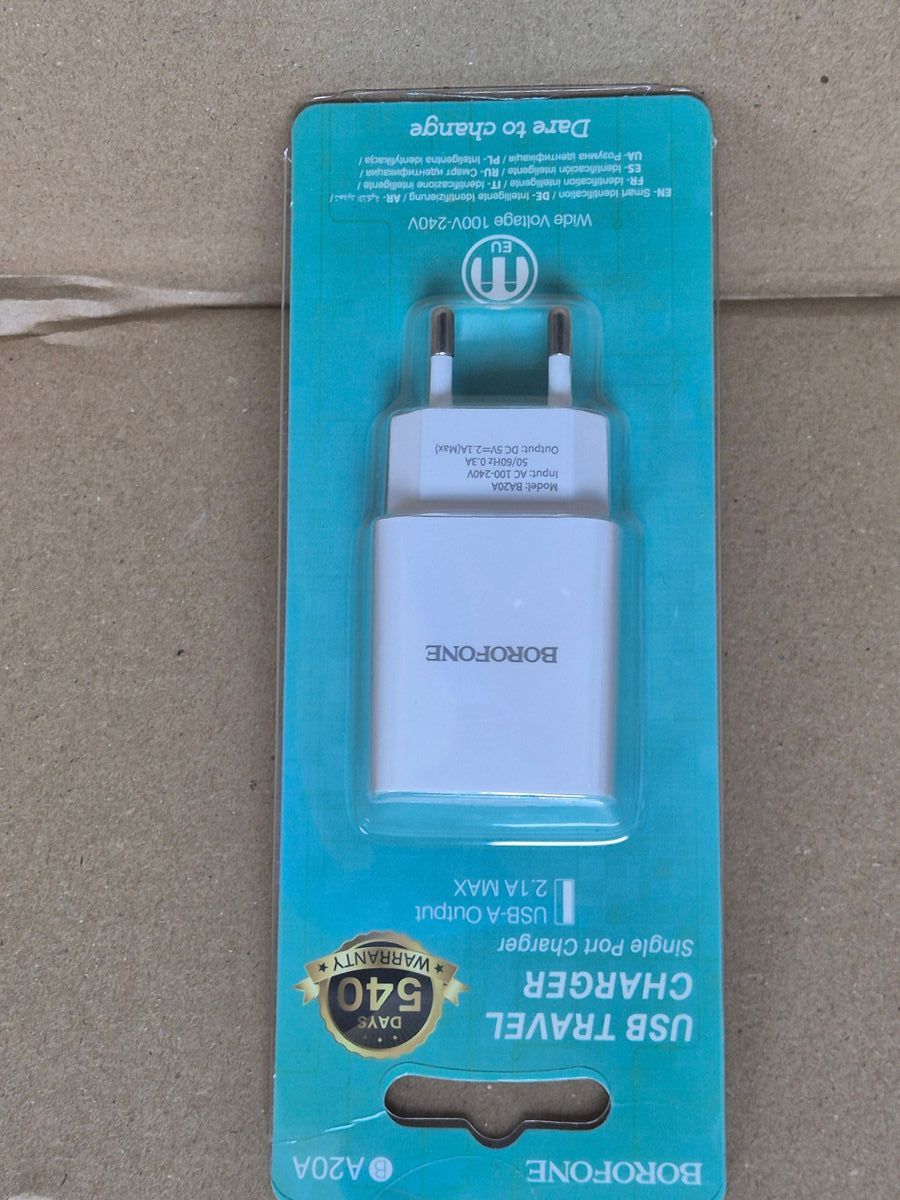 BOROFONE
B A20A
USB TRAVEL
CHARGER
Single Port Charger
USB-A Output
2.1A MAX
DAYS
540
WARRANTY
BOROFONE
Model: BA20A
Input: AC 100-240V
50/60Hz 0.3A
Output: DC 5V⎓2.1A(Max)
EU
Wide Voltage 100V-240V
EN- Smart Identification / DE- Intelligente Identifizierung / AR-
FR- Identification intelligente / IT- Identificazione intelligente /
ES- Identificación inteligente / RU- Смарт идентификация /
UA- Розумна ідентифікація / PL- Inteligentna identyfikacja /
Dare to change